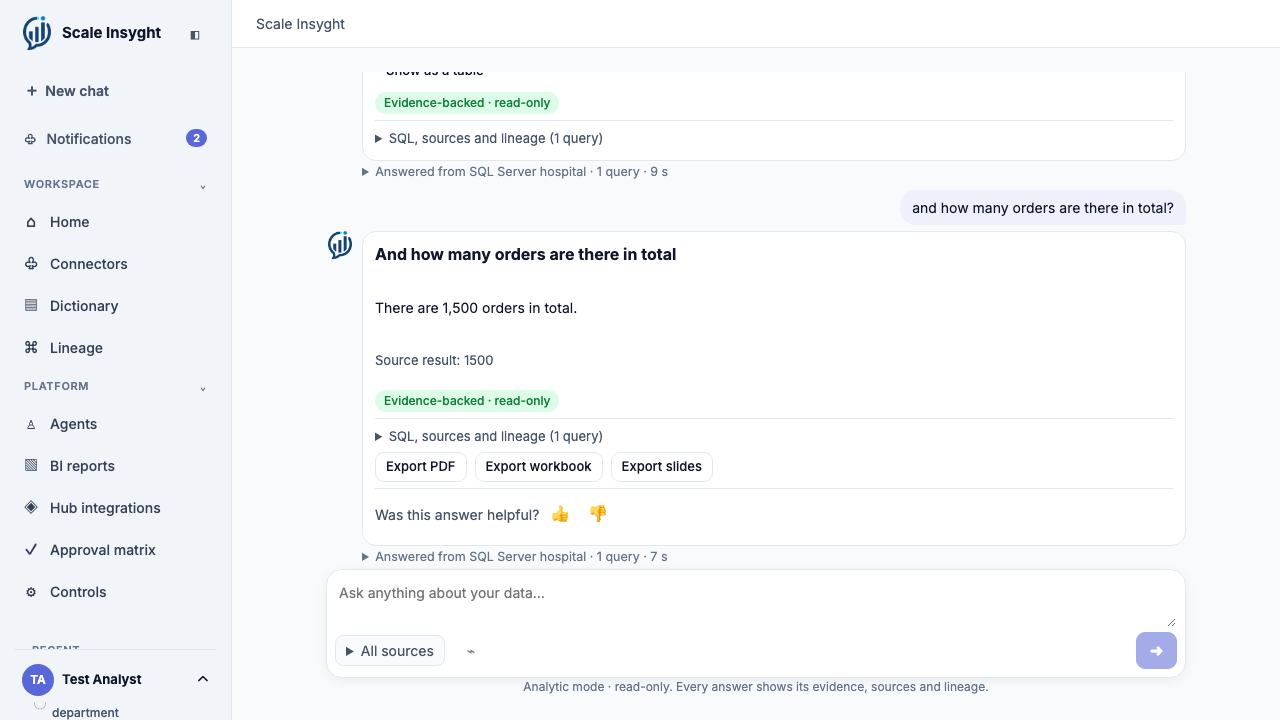 Scale Insyght
+ New chat
Notifications 2
WORKSPACE
Home
Connectors
Dictionary
Lineage
PLATFORM
Agents
BI reports
Hub integrations
Approval matrix
Controls
RECENT
TA Test Analyst
department
Scale Insyght
Show as a table
Evidence-backed · read-only
SQL, sources and lineage (1 query)
Answered from SQL Server hospital · 1 query · 9 s
and how many orders are there in total?
And how many orders are there in total
There are 1,500 orders in total.
Source result: 1500
Evidence-backed · read-only
SQL, sources and lineage (1 query)
Export PDF Export workbook Export slides
Was this answer helpful? 👍 👎
Answered from SQL Server hospital · 1 query · 7 s
Ask anything about your data...
All sources
Analytic mode · read-only. Every answer shows its evidence, sources and lineage.